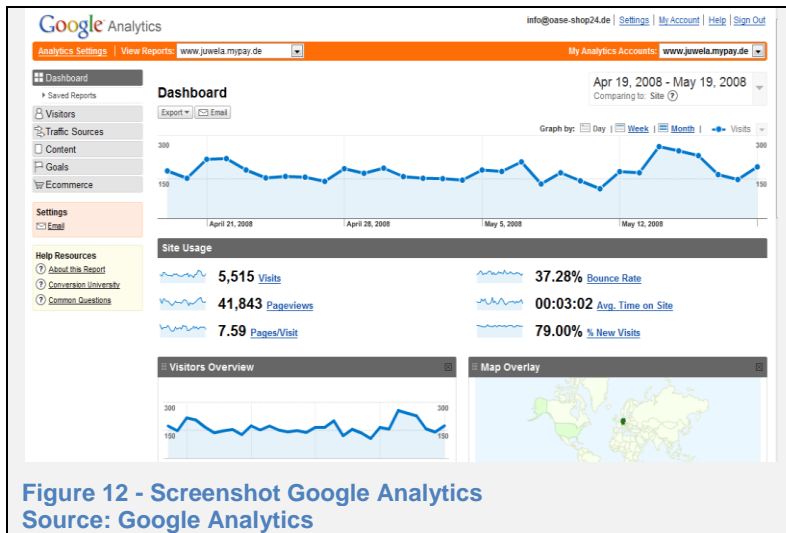 Google Analytics
info@oase-shop24.de | Settings | My Account | Help | Sign Out
Analytics Settings | View Reports: www.juwela.mypay.de
My Analytics Accounts: www.juwela.mypay.de
Dashboard
Saved Reports
Visitors
Traffic Sources
Content
Goals
Ecommerce
Settings
Email
Help Resources
About this Report
Conversion University
Common Questions
Dashboard
Apr 19, 2008 - May 19, 2008
Comparing to: Site
Export Email
Graph by: Day | Week | Month | Visits
300 300
150 150
April 21, 2008 April 28, 2008 May 5, 2008 May 12, 2008
Site Usage
5,515 Visits
37.28% Bounce Rate
41,843 Pageviews
00:03:02 Avg. Time on Site
7.59 Pages/Visit
79.00% % New Visits
Visitors Overview
Map Overlay
300 300
150 150
Figure 12 - Screenshot Google Analytics
Source: Google Analytics